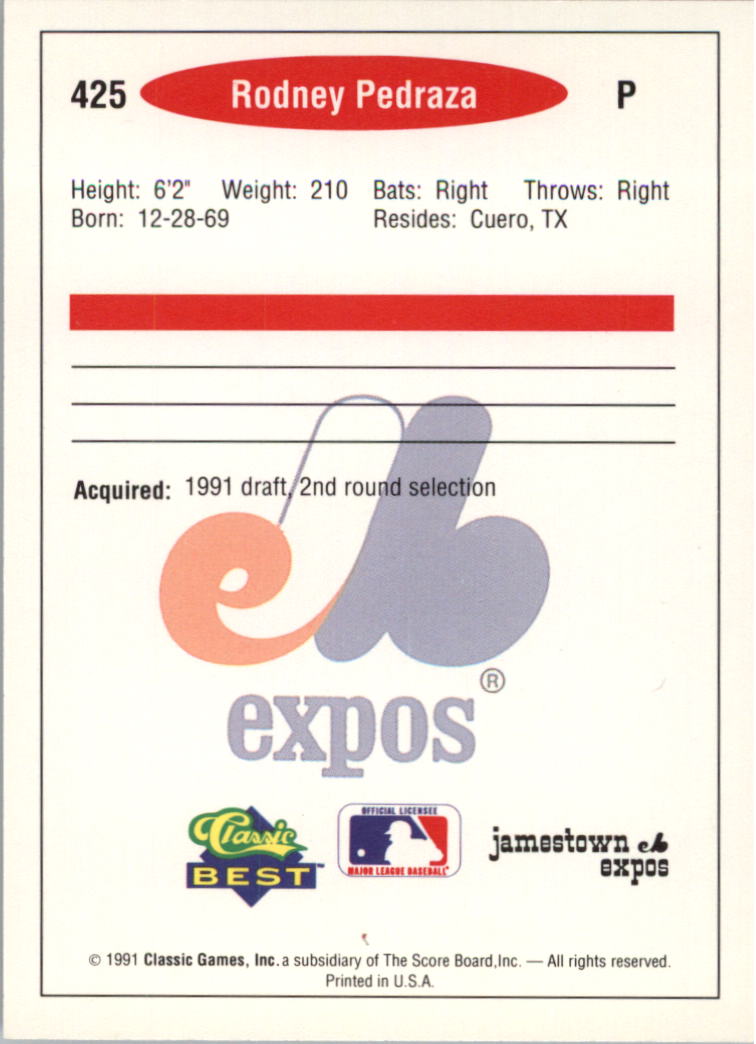 425 Rodney Pedraza P
Height: 6'2" Weight: 210 Bats: Right Throws: Right
Born: 12-28-69 Resides: Cuero, TX
Acquired: 1991 draft, 2nd round selection
expos ®
Classic
BEST™
OFFICIAL LICENSEE
MAJOR LEAGUE BASEBALL®
jamestown eb
expos
© 1991 Classic Games, Inc. a subsidiary of The Score Board,Inc. — All rights reserved.
Printed in U.S.A.